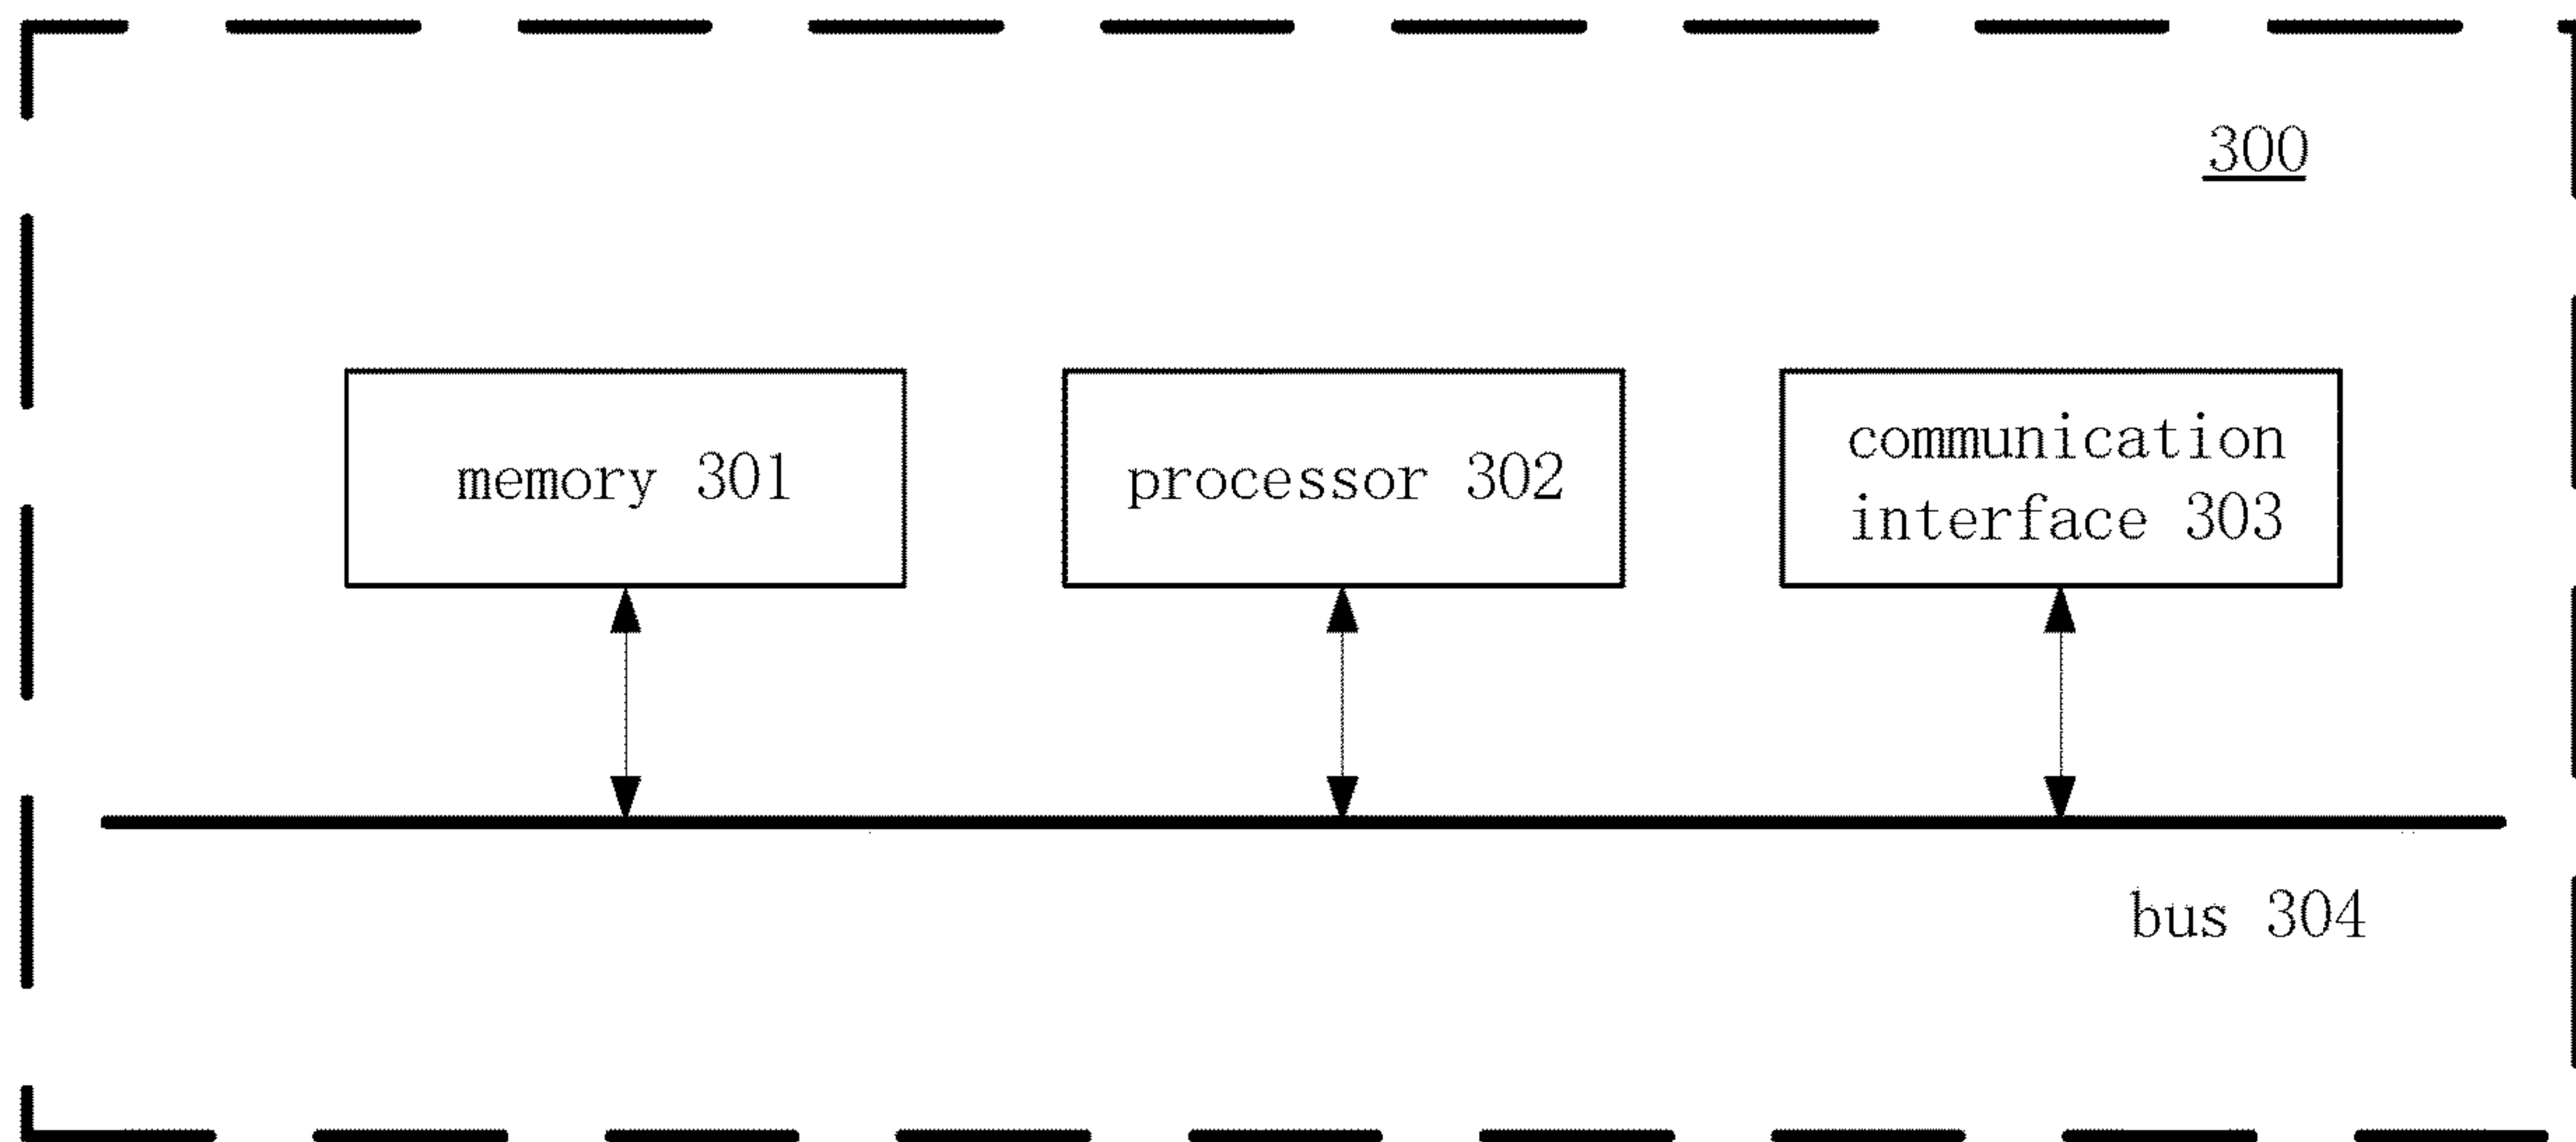 300
memory 301
processor 302
communication
interface 303
bus 304